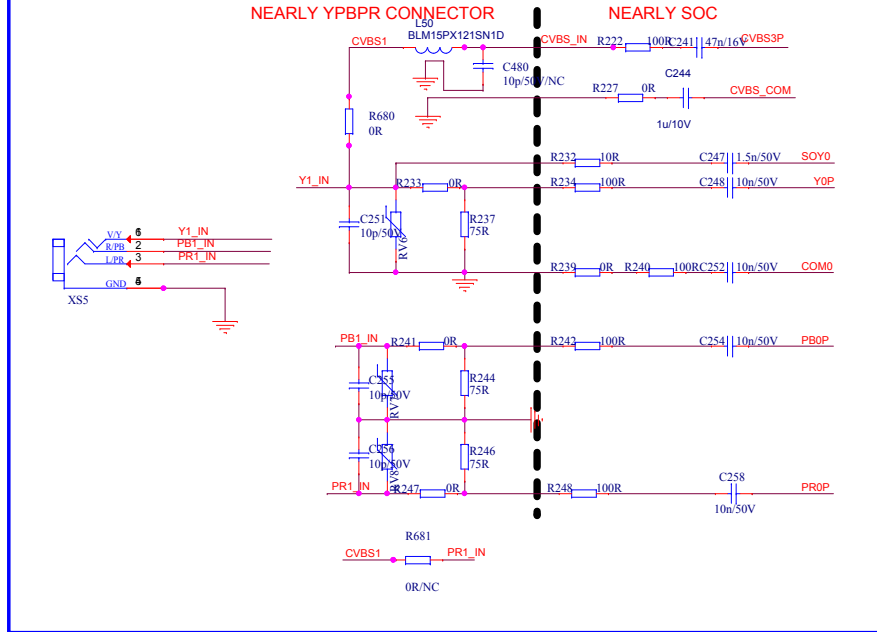 NEARLY YPBPR CONNECTOR
NEARLY SOC
L50
BLM15PX121SN1D
CVBS1
CVBS_IN
R222
100R
C241
47n/16V
CVBS3P
C480
10p/50V/NC
R227
0R
C244
1u/10V
CVBS_COM
R680
0R
R232
10R
C247
1.5n/50V
SOY0
Y1_IN
R233
0R
R234
100R
C248
10n/50V
Y0P
C251
10p/50V
RV6
R237
75R
R239
0R
R240
100R
C252
10n/50V
COM0
V/Y
6
1
Y1_IN
R/PB
2
PB1_IN
L/PR
3
PR1_IN
GND
XS5
PB1_IN
R241
0R
R242
100R
C254
10n/50V
PB0P
C255
10p/50V
RV7
R244
75R
C256
10p/50V
RV8
R246
75R
PR1_IN
R247
0R
R248
100R
C258
10n/50V
PR0P
R681
CVBS1
PR1_IN
0R/NC